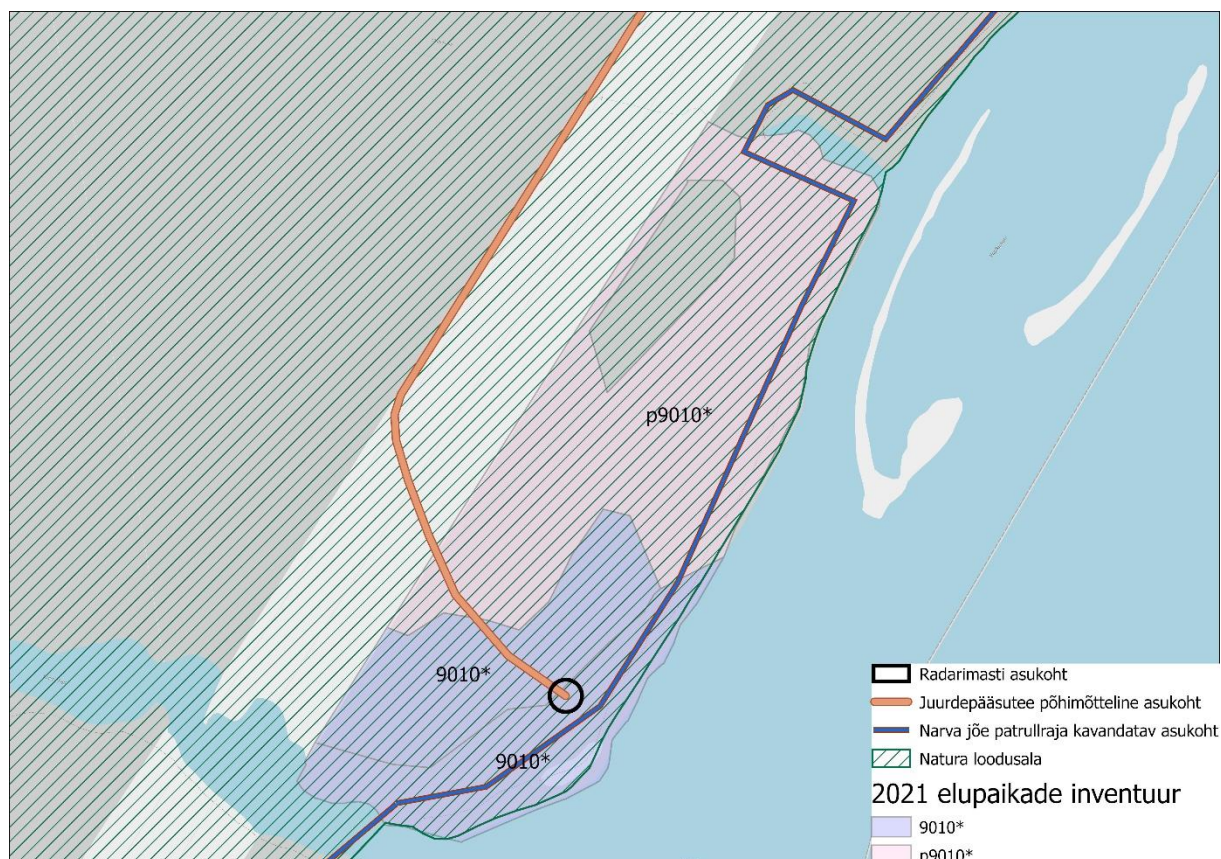 p9010*
9010*
9010*
Radarimasti asukoht
Juurdepääsutee põhimõtteline asukoht
Narva jõe patrullraja kavandatav asukoht
Natura loodusala
2021 elupaikade inventuur
9010*
p9010*